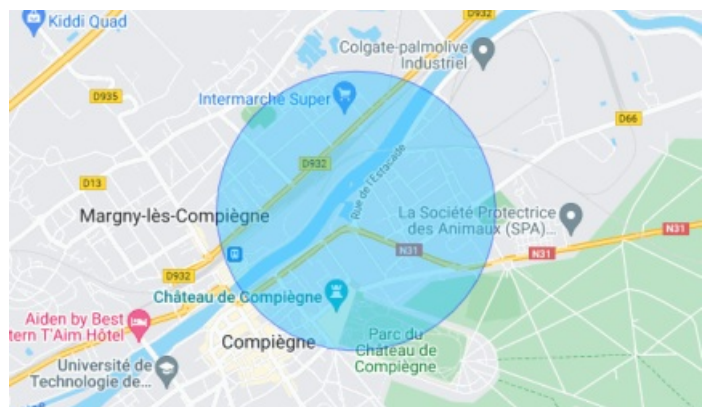 Kiddi Quad
D932
Colgate-palmolive
Industriel
D935
Intermarché Super
D66
D932
Rue de l'Estacade
D13
Margny-lès-Compiègne
La Société Protectrice
des Animaux (SPA)...
N31
N31
N31
D932
Château de Compiègne
Aiden by Best
tern T'Aim Hôtel
Compiègne
Parc du
Château de
Compiègne
Université de
Technologie de...